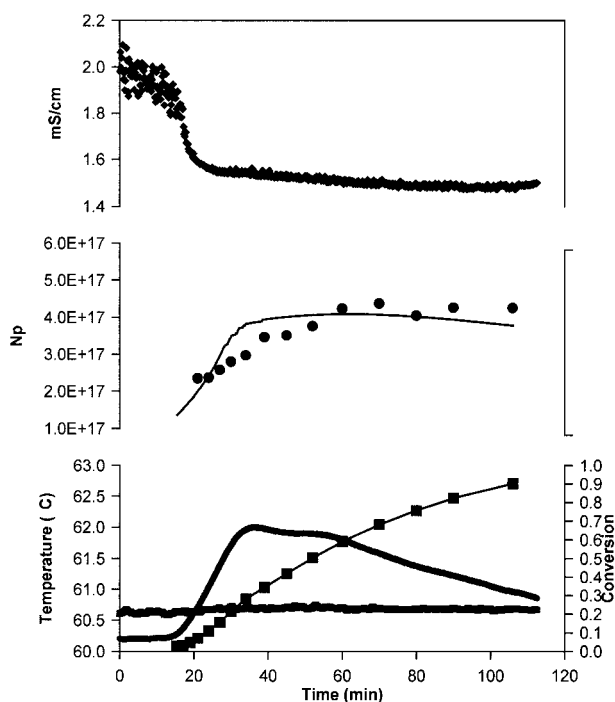 2.2
2.0
1.8
1.6
1.4
mS/cm
6.0E+17
5.0E+17
4.0E+17
3.0E+17
2.0E+17
1.0E+17
Np
63.0
62.5
62.0
61.5
61.0
60.5
60.0
Temperature ( C)
1.0
0.9
0.8
0.7
0.6
0.5
0.4
0.3
0.2
0.1
0.0
Conversion
0 20 40 60 80 100 120
Time (min)